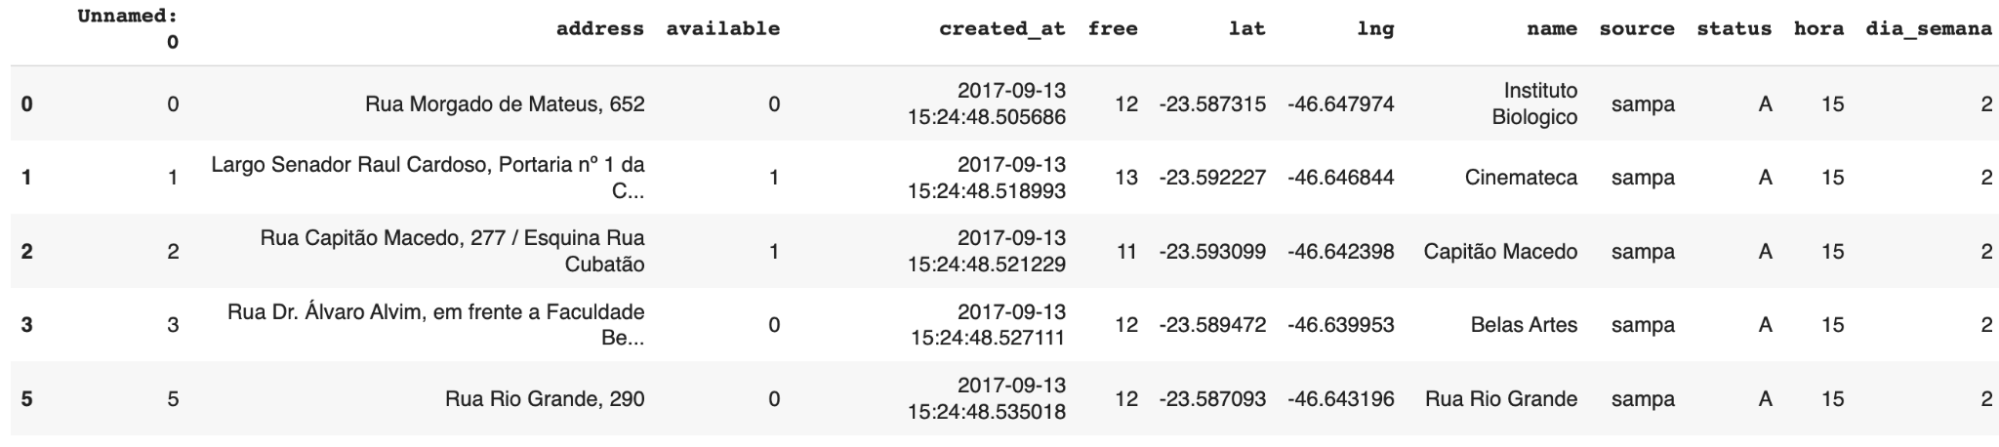 Unnamed: 0 address available created_at free lat lng name source status hora dia_semana
0 0 Rua Morgado de Mateus, 652 0 2017-09-13 15:24:48.505686 12 -23.587315 -46.647974 Instituto Biologico sampa A 15 2
1 1 Largo Senador Raul Cardoso, Portaria nº 1 da C... 1 2017-09-13 15:24:48.518993 13 -23.592227 -46.646844 Cinemateca sampa A 15 2
2 2 Rua Capitão Macedo, 277 / Esquina Rua Cubatão 1 2017-09-13 15:24:48.521229 11 -23.593099 -46.642398 Capitão Macedo sampa A 15 2
3 3 Rua Dr. Álvaro Alvim, em frente a Faculdade Be... 0 2017-09-13 15:24:48.527111 12 -23.589472 -46.639953 Belas Artes sampa A 15 2
5 5 Rua Rio Grande, 290 0 2017-09-13 15:24:48.535018 12 -23.587093 -46.643196 Rua Rio Grande sampa A 15 2